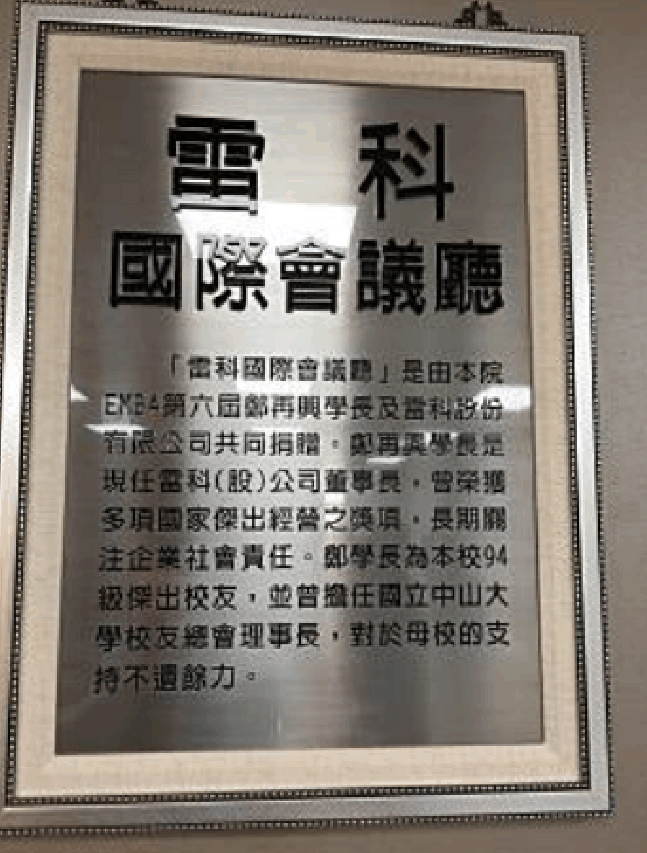 雷 科
國際會議廳
「雷科國際會議廳」是由本院
EMBA第六屆鄭再興學長及雷科股份
有限公司共同捐贈。鄭再興學長是
現任雷科(股)公司董事長，曾榮獲
多項國家傑出經營之獎項，長期關
注企業社會責任。鄭學長為本校94
級傑出校友，並曾擔任國立中山大
學校友總會理事長，對於母校的支
持不遺餘力。